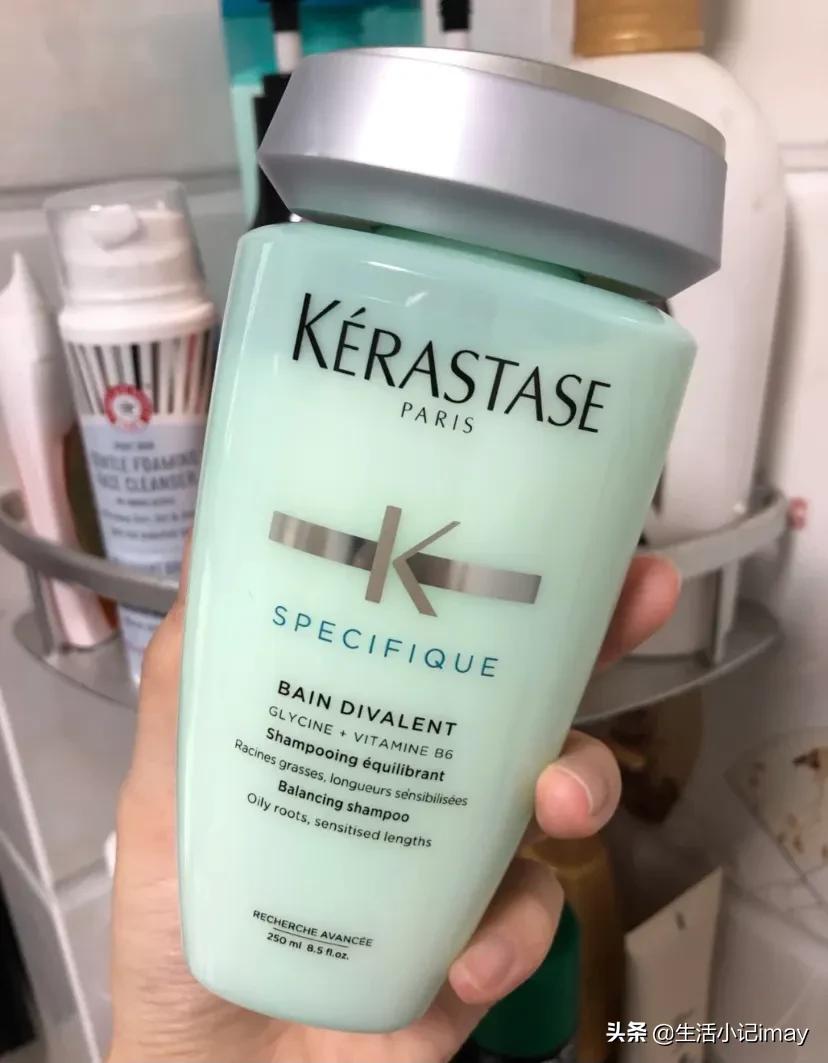 KÉRASTASE
PARIS
K
SPECIFIQUE
BAIN DIVALENT
GLYCINE + VITAMINE B6
Shampooing équilibrant
Racines grasses, longueurs sensibilisées
Balancing shampoo
Oily roots, sensitised lengths
RECHERCHE AVANCÉE
250 ml 8.5 fl.oz.
GENTLE FOAMING
FACE CLEANSER
头条 @生活小记imay